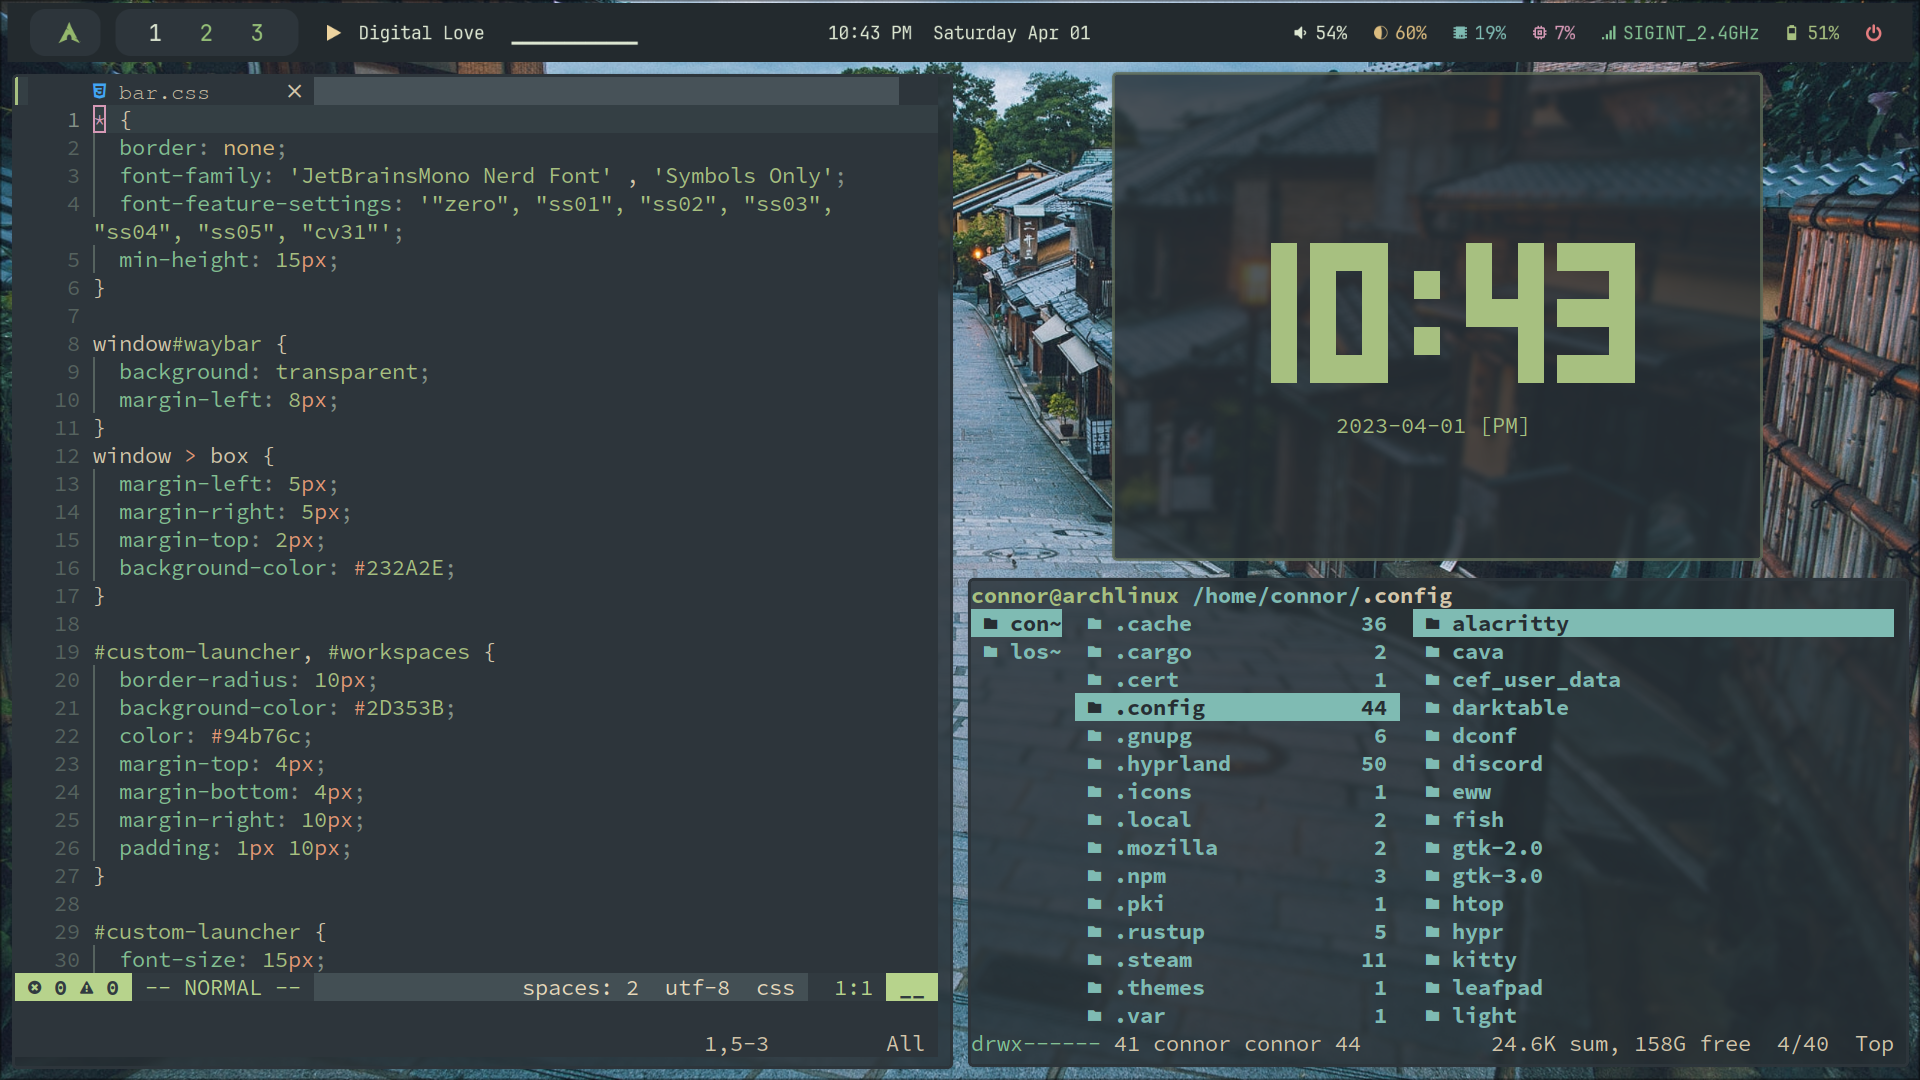 1 2 3 Digital Love 10:43 PM Saturday Apr 01 54% 60% 19% 7% SIGINT_2.4GHz 51%
bar.css ×
1 * {
2 border: none;
3 font-family: 'JetBrainsMono Nerd Font' , 'Symbols Only';
4 font-feature-settings: '"zero", "ss01", "ss02", "ss03",
"ss04", "ss05", "cv31"';
5 min-height: 15px;
6 }
7
8 window#waybar {
9 background: transparent;
10 margin-left: 8px;
11 }
12 window > box {
13 margin-left: 5px;
14 margin-right: 5px;
15 margin-top: 2px;
16 background-color: #232A2E;
17 }
18
19 #custom-launcher, #workspaces {
20 border-radius: 10px;
21 background-color: #2D353B;
22 color: #94b76c;
23 margin-top: 4px;
24 margin-bottom: 4px;
25 margin-right: 10px;
26 padding: 1px 10px;
27 }
28
29 #custom-launcher {
30 font-size: 15px;
0 0 -- NORMAL -- spaces: 2 utf-8 css 1:1 __
1,5-3 All
二井三
10:43
2023-04-01 [PM]
connor@archlinux /home/connor/.config
con~ .cache 36 alacritty
los~ .cargo 2 cava
.cert 1 cef_user_data
.config 44 darktable
.gnupg 6 dconf
.hyprland 50 discord
.icons 1 eww
.local 2 fish
.mozilla 2 gtk-2.0
.npm 3 gtk-3.0
.pki 1 htop
.rustup 5 hypr
.steam 11 kitty
.themes 1 leafpad
.var 1 light
drwx------ 41 connor connor 44 24.6K sum, 158G free 4/40 Top